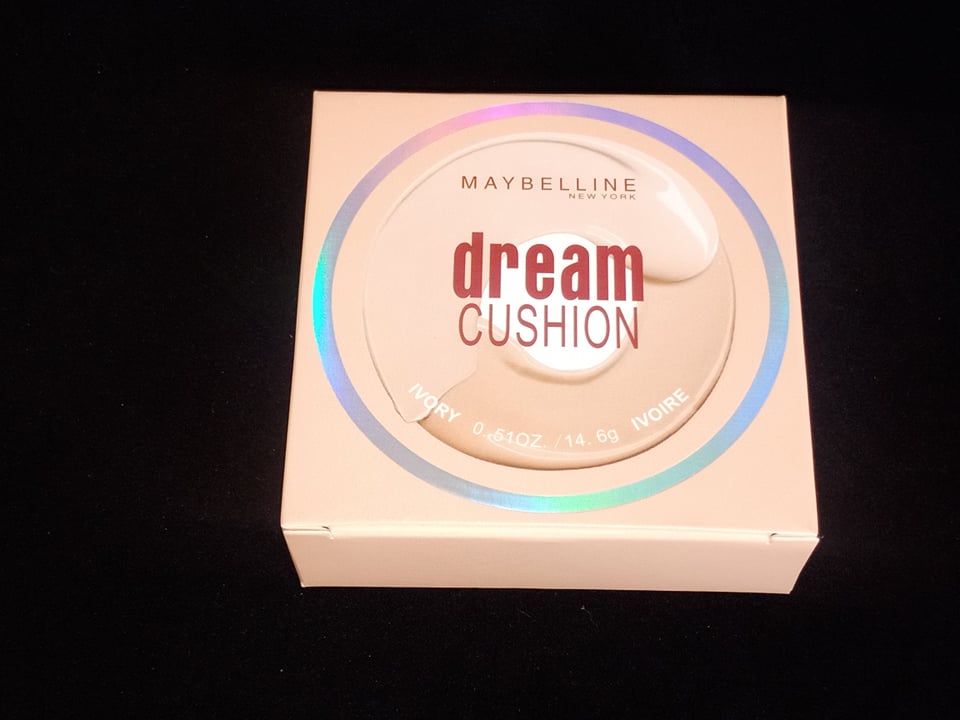 MAYBELLINE
NEW YORK
dream
CUSHION
IVORY 0. 51OZ. /14. 6g IVOIRE